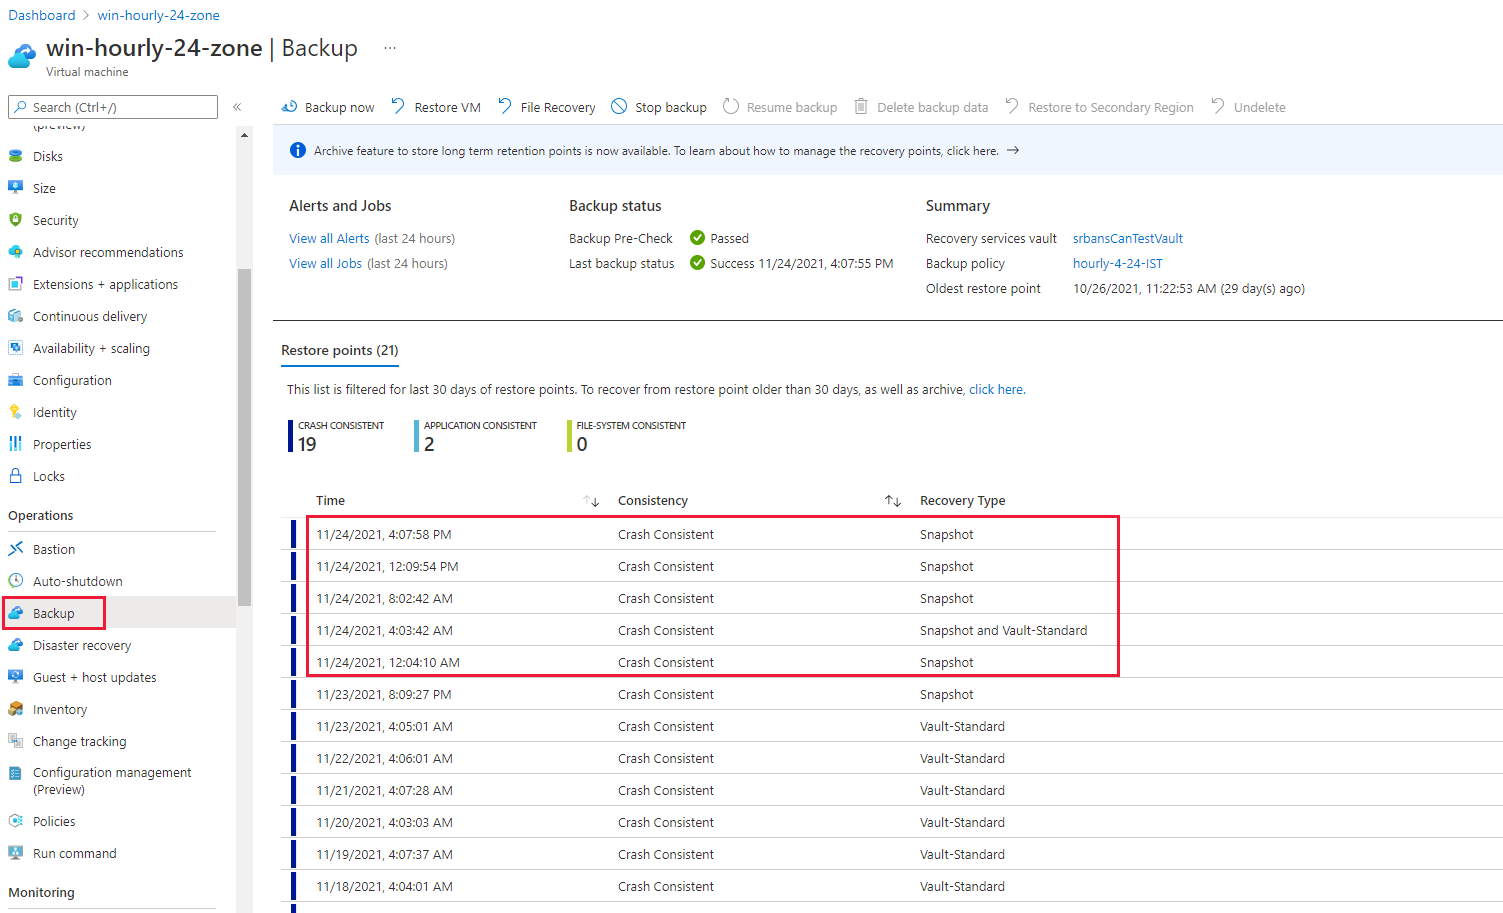 Dashboard > win-hourly-24-zone
win-hourly-24-zone | Backup ...
Virtual machine
Search (Ctrl+/) «
(preview)
Disks
Size
Security
Advisor recommendations
Extensions + applications
Continuous delivery
Availability + scaling
Configuration
Identity
Properties
Locks
Operations
Bastion
Auto-shutdown
Backup
Disaster recovery
Guest + host updates
Inventory
Change tracking
Configuration management
(Preview)
Policies
Run command
Monitoring
Backup now Restore VM File Recovery Stop backup Resume backup Delete backup data Restore to Secondary Region Undelete
Archive feature to store long term retention points is now available. To learn about how to manage the recovery points, click here. →
Alerts and Jobs
View all Alerts (last 24 hours)
View all Jobs (last 24 hours)
Backup status
Backup Pre-Check Passed
Last backup status Success 11/24/2021, 4:07:55 PM
Summary
Recovery services vault srbansCanTestVault
Backup policy hourly-4-24-IST
Oldest restore point 10/26/2021, 11:22:53 AM (29 day(s) ago)
Restore points (21)
This list is filtered for last 30 days of restore points. To recover from restore point older than 30 days, as well as archive, click here.
CRASH CONSISTENT
19
APPLICATION CONSISTENT
2
FILE-SYSTEM CONSISTENT
0
Time Consistency Recovery Type
11/24/2021, 4:07:58 PM Crash Consistent Snapshot
11/24/2021, 12:09:54 PM Crash Consistent Snapshot
11/24/2021, 8:02:42 AM Crash Consistent Snapshot
11/24/2021, 4:03:42 AM Crash Consistent Snapshot and Vault-Standard
11/24/2021, 12:04:10 AM Crash Consistent Snapshot
11/23/2021, 8:09:27 PM Crash Consistent Snapshot
11/23/2021, 4:05:01 AM Crash Consistent Vault-Standard
11/22/2021, 4:06:01 AM Crash Consistent Vault-Standard
11/21/2021, 4:07:28 AM Crash Consistent Vault-Standard
11/20/2021, 4:03:03 AM Crash Consistent Vault-Standard
11/19/2021, 4:07:37 AM Crash Consistent Vault-Standard
11/18/2021, 4:04:01 AM Crash Consistent Vault-Standard